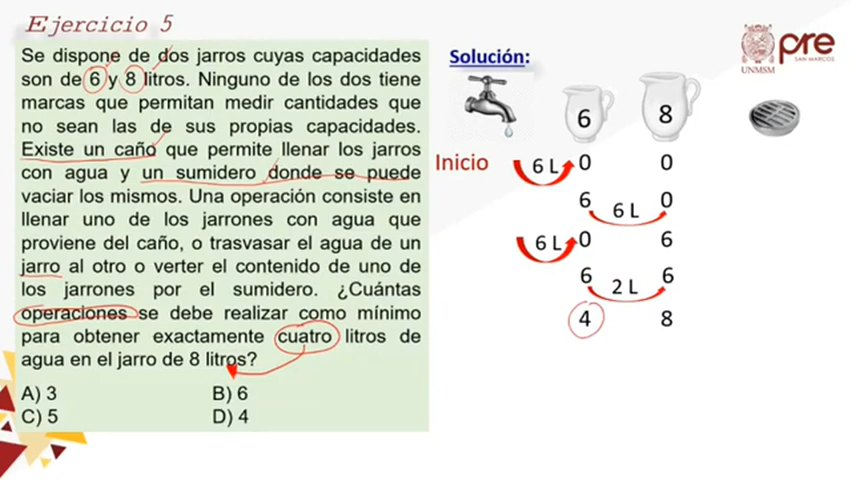 Ejercicio 5
Se dispone de dos jarros cuyas capacidades
son de 6 y 8 litros. Ninguno de los dos tiene
marcas que permitan medir cantidades que
no sean las de sus propias capacidades.
Existe un caño que permite llenar los jarros
con agua y un sumidero donde se puede
vaciar los mismos. Una operación consiste en
llenar uno de los jarrones con agua que
proviene del caño, o trasvasar el agua de un
jarro al otro o verter el contenido de uno de
los jarrones por el sumidero. ¿Cuántas
operaciones se debe realizar como mínimo
para obtener exactamente cuatro litros de
agua en el jarro de 8 litros?
A) 3 B) 6
C) 5 D) 4
Solución:
UNMSM
pre
SAN MARCOS
6 8
Inicio 6 L 0 0
6 0
6 L
6 L 0 6
6 6
2 L
4 8